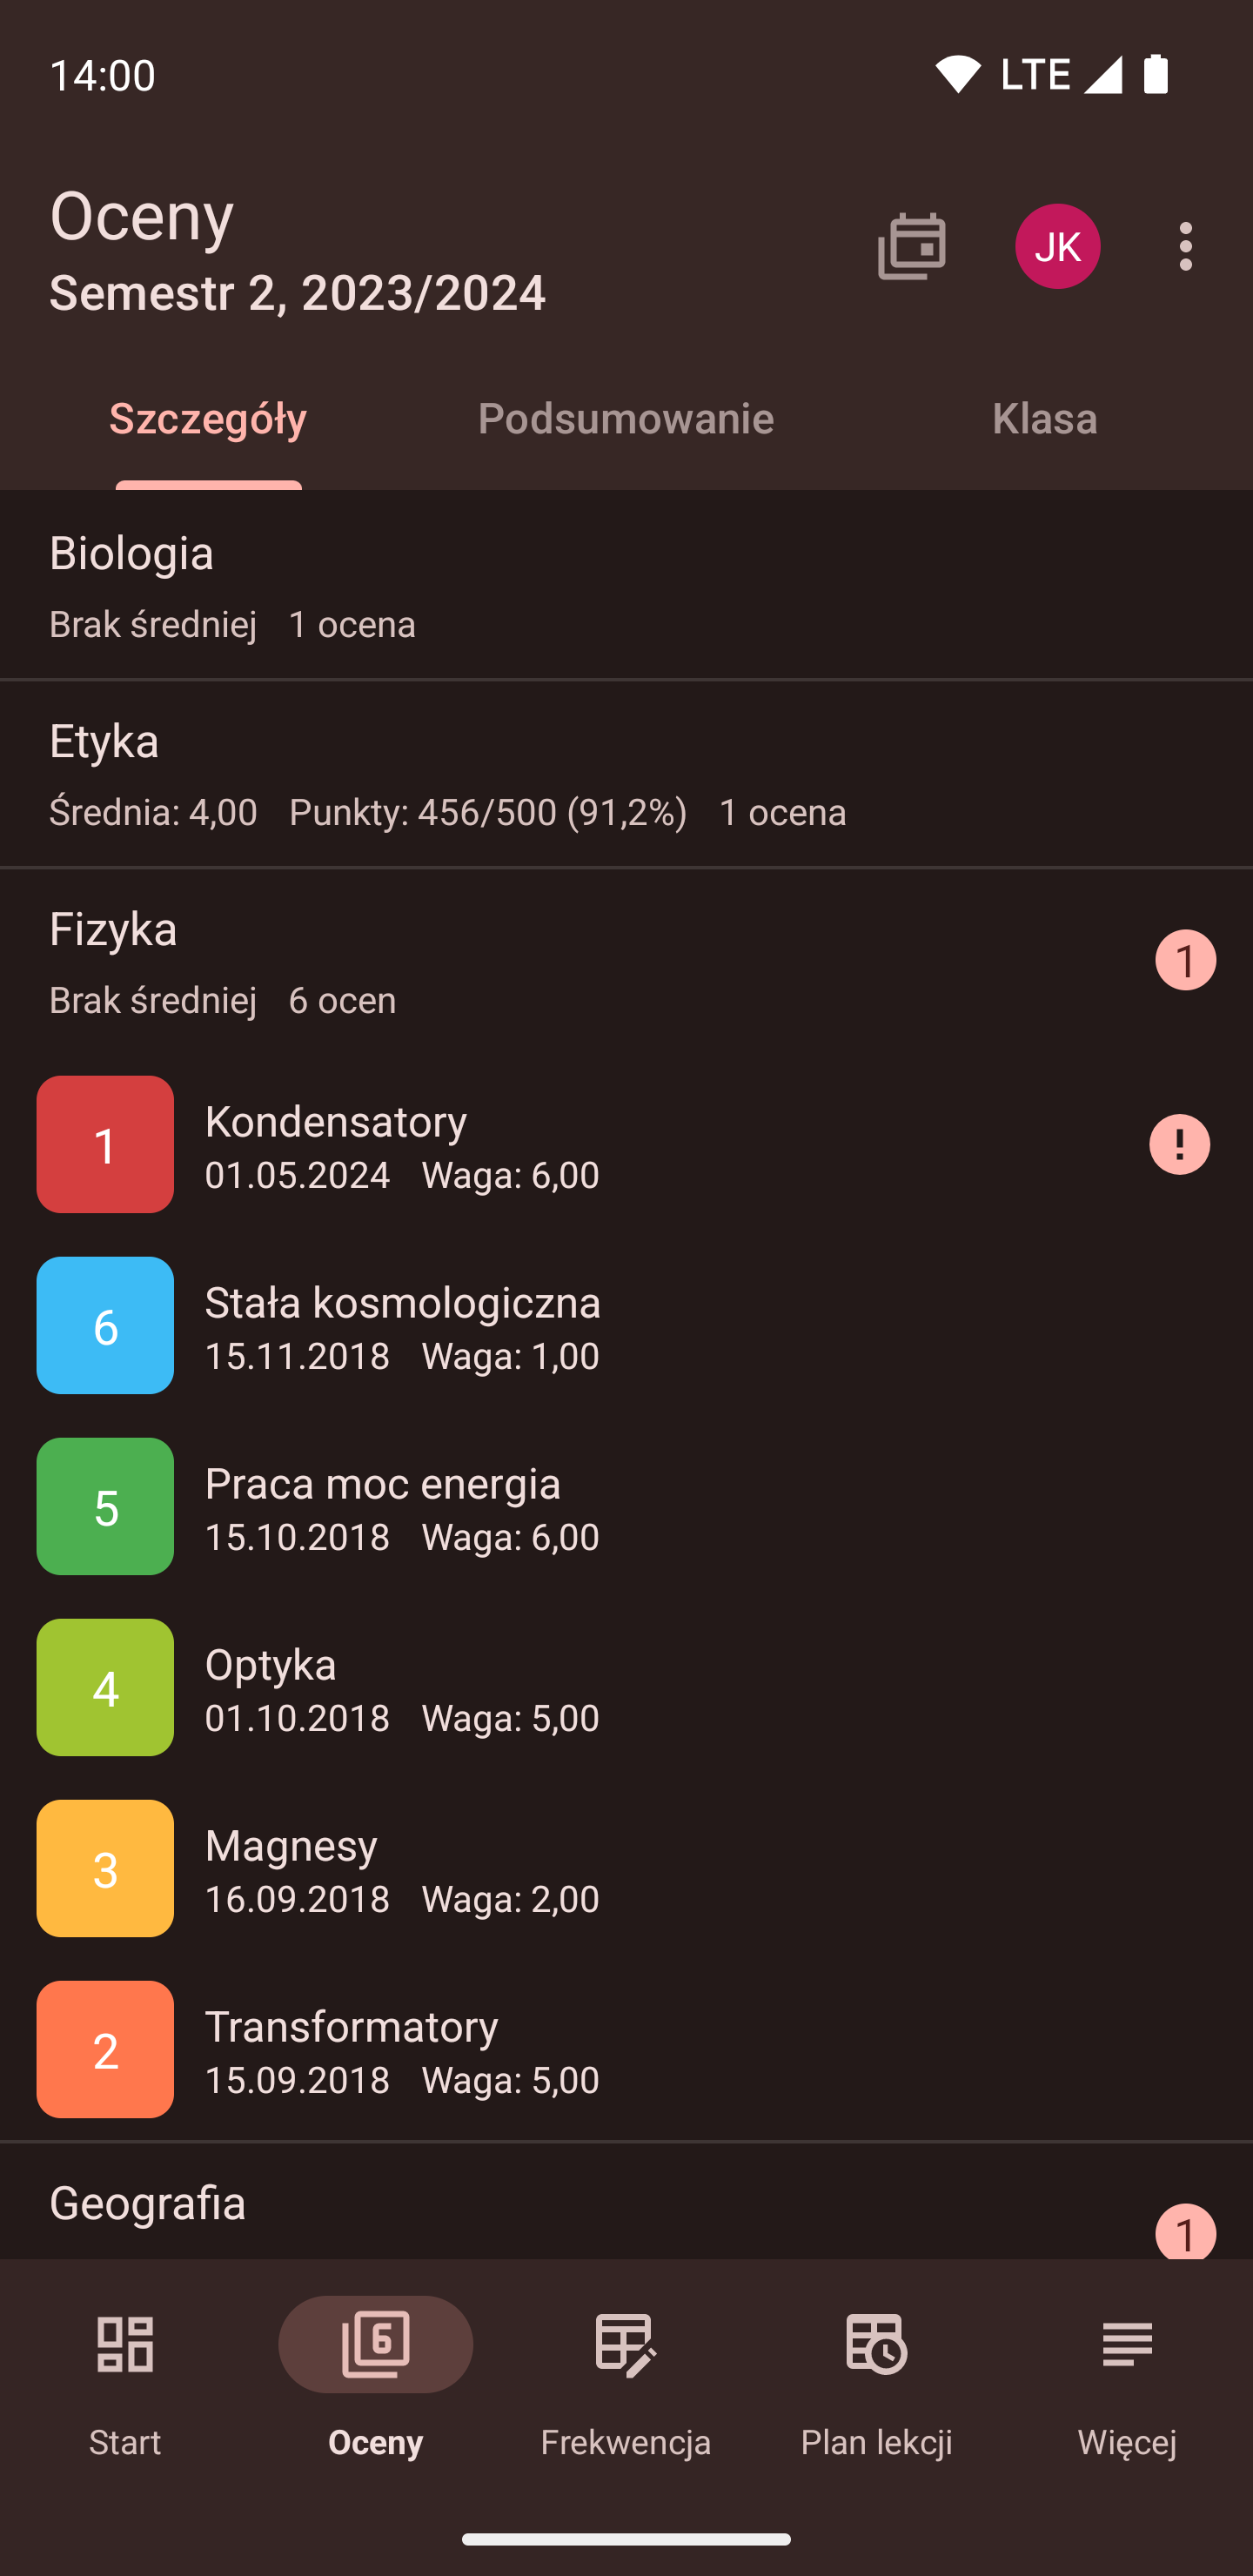 14:00
LTE
Oceny
Semestr 2, 2023/2024
JK
Szczegóły Podsumowanie Klasa
Biologia
Brak średniej 1 ocena
Etyka
Średnia: 4,00 Punkty: 456/500 (91,2%) 1 ocena
Fizyka
1
Brak średniej 6 ocen
1
Kondensatory
01.05.2024 Waga: 6,00
!
6
Stała kosmologiczna
15.11.2018 Waga: 1,00
5
Praca moc energia
15.10.2018 Waga: 6,00
4
Optyka
01.10.2018 Waga: 5,00
3
Magnesy
16.09.2018 Waga: 2,00
2
Transformatory
15.09.2018 Waga: 5,00
Geografia
1
6
Start Oceny Frekwencja Plan lekcji Więcej